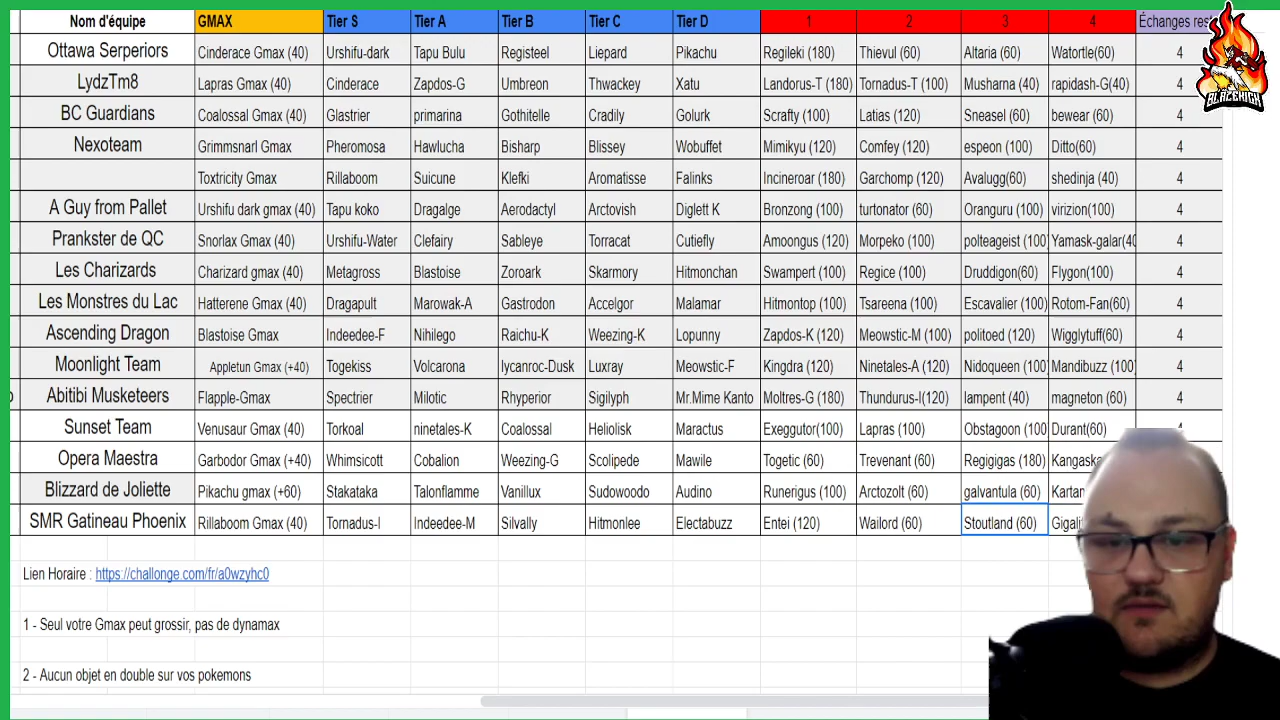 Nom d'équipe GMAX Tier S Tier A Tier B Tier C Tier D 1 2 3 4 Échanges
Ottawa Serperiors Cinderace Gmax (40) Urshifu-dark Tapu Bulu Registeel Liepard Pikachu Regileki (180) Thievul (60) Altaria (60) Watortle(60) 4
LydzTm8 Lapras Gmax (40) Cinderace Zapdos-G Umbreon Thwackey Xatu Landorus-T (180) Tornadus-T (100) Musharna (40) rapidash-G(40) 4
BC Guardians Coalossal Gmax (40) Glastrier primarina Gothitelle Cradily Golurk Scrafty (100) Latias (120) Sneasel (60) bewear (60) 4
Nexoteam Grimmsnarl Gmax Pheromosa Hawlucha Bisharp Blissey Wobuffet Mimikyu (120) Comfey (120) espeon (100) Ditto(60) 4
Toxtricity Gmax Rillaboom Suicune Klefki Aromatisse Falinks Incineroar (180) Garchomp (120) Avalugg(60) shedinja (40) 4
A Guy from Pallet Urshifu dark gmax (40) Tapu koko Dragalge Aerodactyl Arctovish Diglett K Bronzong (100) turtonator (60) Oranguru (100) virizion(100) 4
Prankster de QC Snorlax Gmax (40) Urshifu-Water Clefairy Sableye Torracat Cutiefly Amoongus (120) Morpeko (100) polteageist (100) Yamask-galar(40 4
Les Charizards Charizard gmax (40) Metagross Blastoise Zoroark Skarmory Hitmonchan Swampert (100) Regice (100) Druddigon(60) Flygon(100) 4
Les Monstres du Lac Hatterene Gmax (40) Dragapult Marowak-A Gastrodon Accelgor Malamar Hitmontop (100) Tsareena (100) Escavalier (100) Rotom-Fan(60) 4
Ascending Dragon Blastoise Gmax Indeedee-F Nihilego Raichu-K Weezing-K Lopunny Zapdos-K (120) Meowstic-M (100) politoed (120) Wigglytuff(60) 4
Moonlight Team Appletun Gmax (+40) Togekiss Volcarona lycanroc-Dusk Luxray Meowstic-F Kingdra (120) Ninetales-A (120) Nidoqueen (100) Mandibuzz (100) 4
Abitibi Musketeers Flapple-Gmax Spectrier Milotic Rhyperior Sigilyph Mr.Mime Kanto Moltres-G (180) Thundurus-I(120) lampent (40) magneton (60) 4
Sunset Team Venusaur Gmax (40) Torkoal ninetales-K Coalossal Heliolisk Maractus Exeggutor(100) Lapras (100) Obstagoon (100 Durant(60) 4
Opera Maestra Garbodor Gmax (+40) Whimsicott Cobalion Weezing-G Scolipede Mawile Togetic (60) Trevenant (60) Regigigas (180) Kangaska
Blizzard de Joliette Pikachu gmax (+60) Stakataka Talonflamme Vanillux Sudowoodo Audino Runerigus (100) Arctozolt (60) galvantula (60) Kartan
SMR Gatineau Phoenix Rillaboom Gmax (40) Tornadus-I Indeedee-M Silvally Hitmonlee Electabuzz Entei (120) Wailord (60) Stoutland (60) Gigali
Lien Horaire : https://challonge.com/fr/a0wzyhc0
1 - Seul votre Gmax peut grossir, pas de dynamax
2 - Aucun objet en double sur vos pokemons
BLAZEKICK